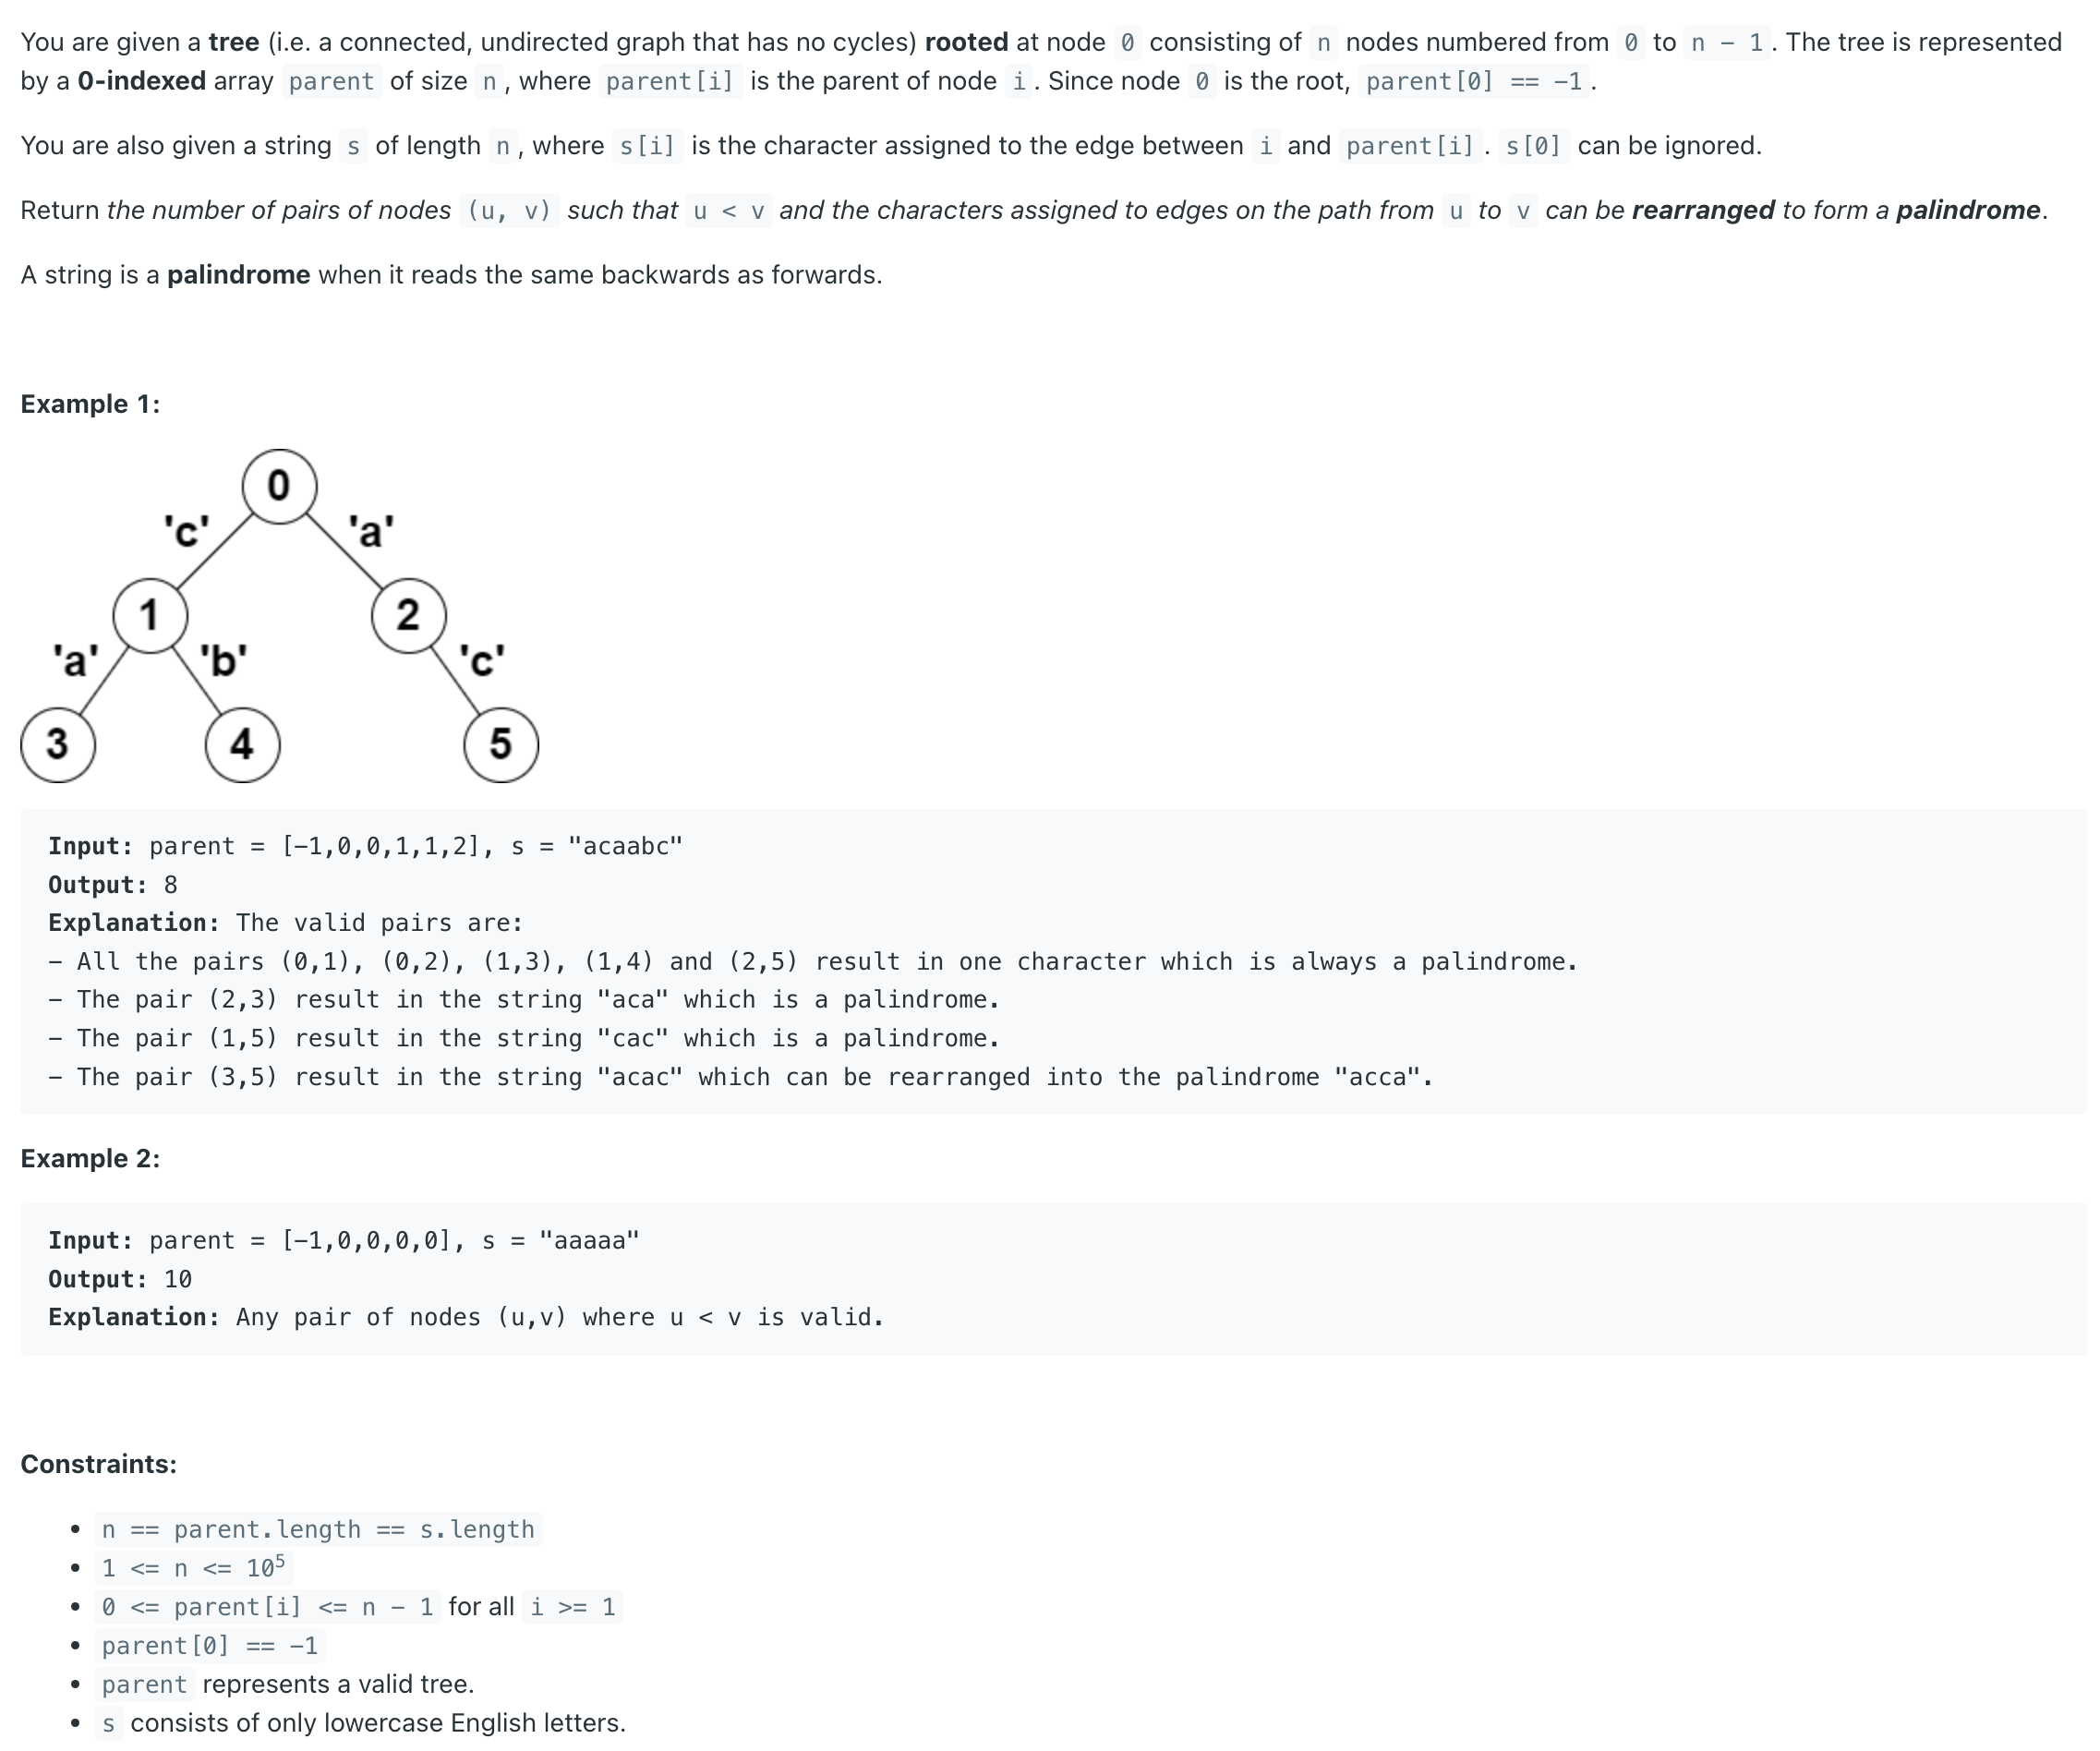 You are given a tree (i.e. a connected, undirected graph that has no cycles) rooted at node 0 consisting of n nodes numbered from 0 to n − 1. The tree is represented
by a 0-indexed array parent of size n, where parent[i] is the parent of node i. Since node 0 is the root, parent[0] == −1.
You are also given a string s of length n, where s[i] is the character assigned to the edge between i and parent[i]. s[0] can be ignored.
Return the number of pairs of nodes (u, v) such that u < v and the characters assigned to edges on the path from u to v can be rearranged to form a palindrome.
A string is a palindrome when it reads the same backwards as forwards.
Example 1:
0
'c' 'a'
1 2
'a' 'b' 'c'
3 4 5
Input: parent = [−1,0,0,1,1,2], s = "acaabc"
Output: 8
Explanation: The valid pairs are:
− All the pairs (0,1), (0,2), (1,3), (1,4) and (2,5) result in one character which is always a palindrome.
− The pair (2,3) result in the string "aca" which is a palindrome.
− The pair (1,5) result in the string "cac" which is a palindrome.
− The pair (3,5) result in the string "acac" which can be rearranged into the palindrome "acca".
Example 2:
Input: parent = [−1,0,0,0,0], s = "aaaaa"
Output: 10
Explanation: Any pair of nodes (u,v) where u < v is valid.
Constraints:
• n == parent.length == s.length
• 1 <= n <= 10⁵
• 0 <= parent[i] <= n − 1 for all i >= 1
• parent[0] == −1
• parent represents a valid tree.
• s consists of only lowercase English letters.